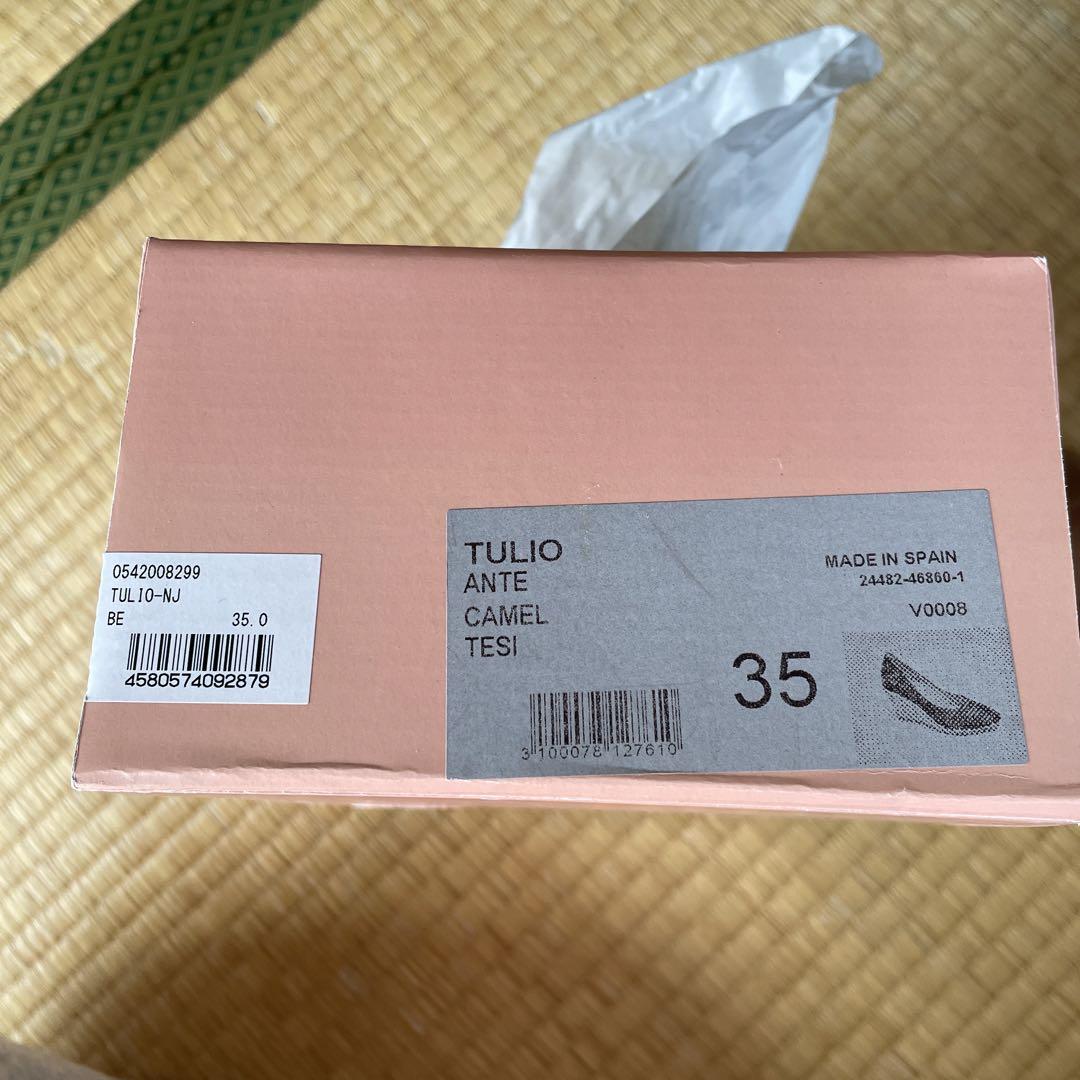 0542008299
TULIO-NJ
BE 35.0
4580574092879
TULIO
ANTE
CAMEL
TESI
MADE IN SPAIN
24482-46860-1
V0008
35
3 100078 127610